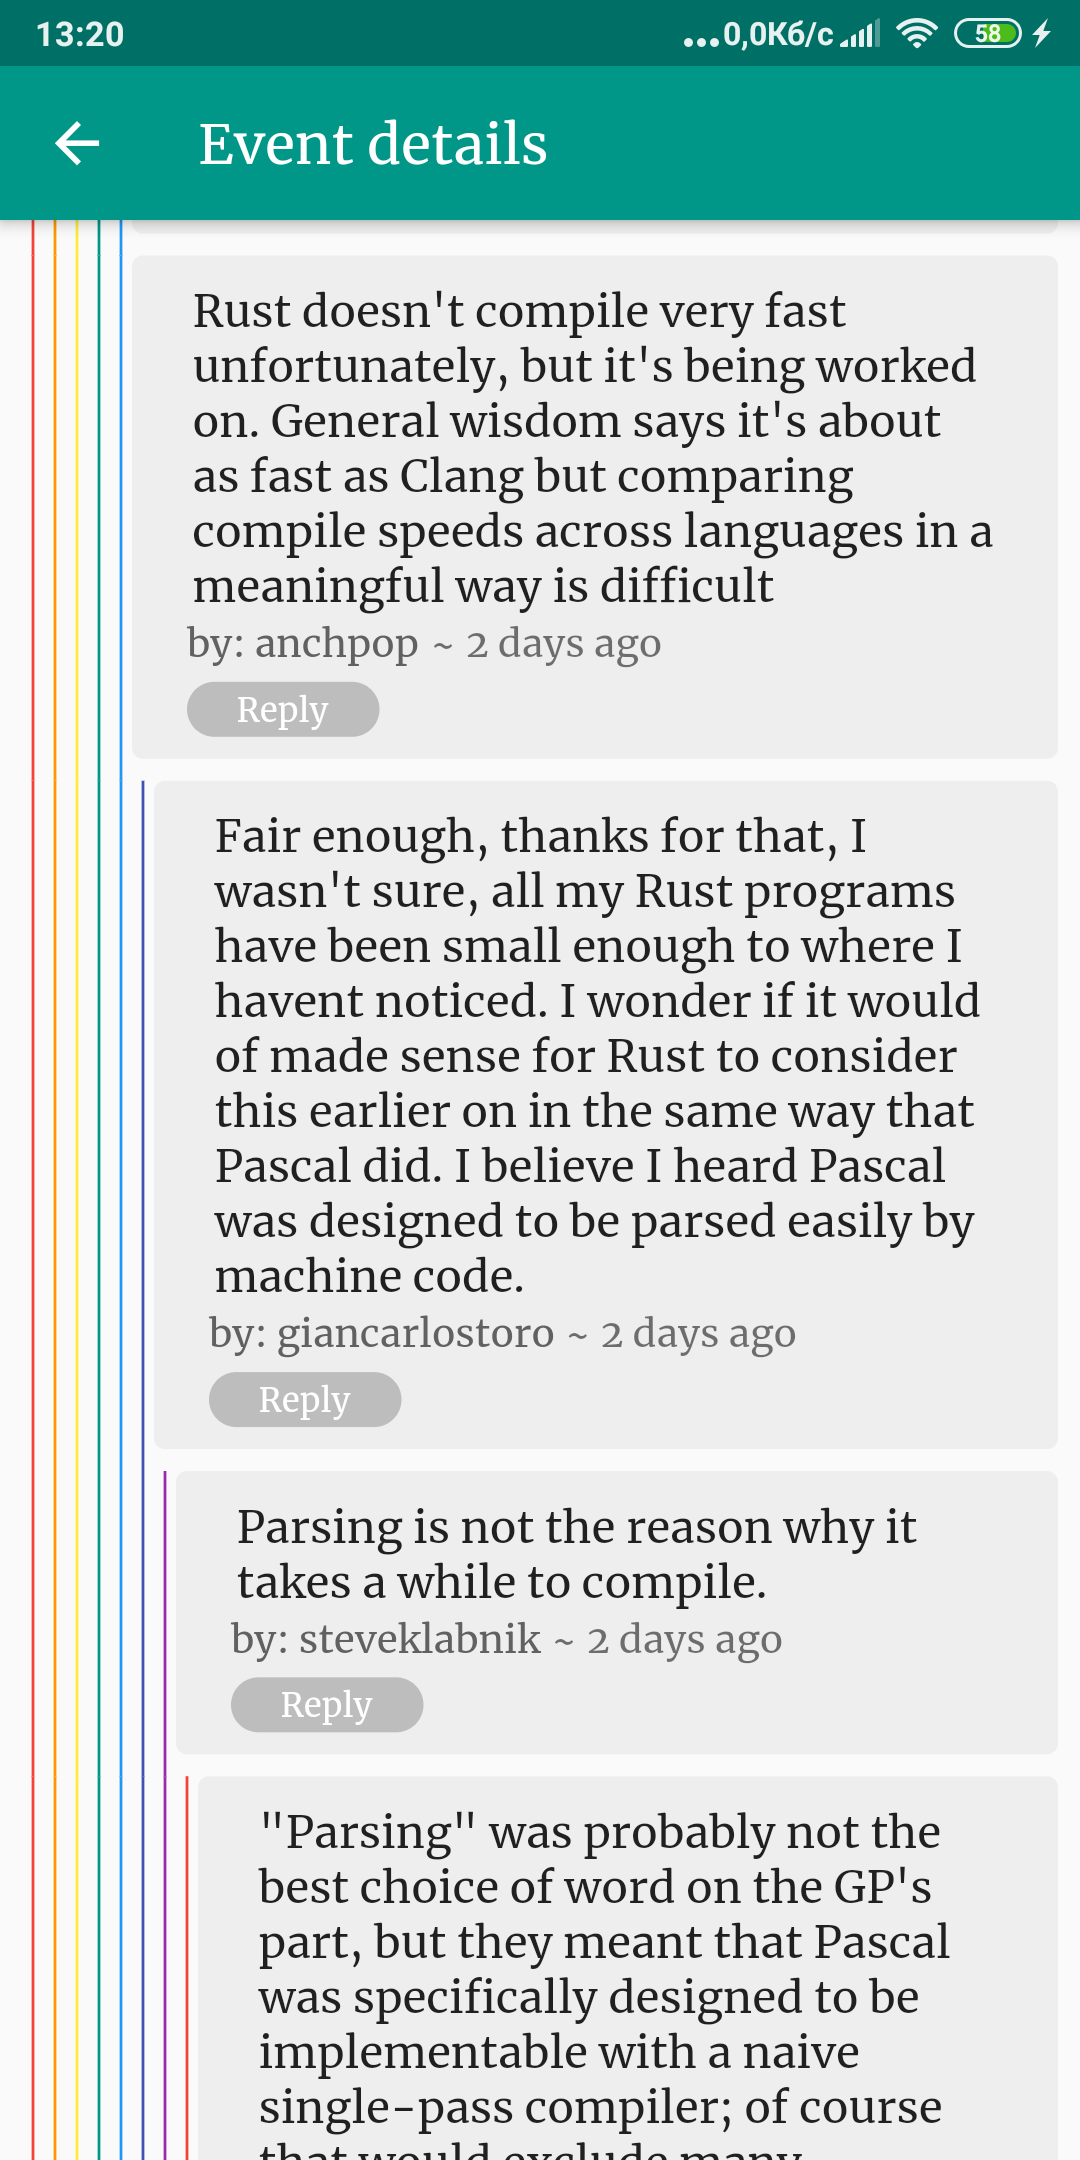 13:20
...0,0Кб/с
58
Event details
Rust doesn't compile very fast
unfortunately, but it's being worked
on. General wisdom says it's about
as fast as Clang but comparing
compile speeds across languages in a
meaningful way is difficult
by: anchpop ~ 2 days ago
Reply
Fair enough, thanks for that, I
wasn't sure, all my Rust programs
have been small enough to where I
havent noticed. I wonder if it would
of made sense for Rust to consider
this earlier on in the same way that
Pascal did. I believe I heard Pascal
was designed to be parsed easily by
machine code.
by: giancarlostoro ~ 2 days ago
Reply
Parsing is not the reason why it
takes a while to compile.
by: steveklabnik ~ 2 days ago
Reply
"Parsing" was probably not the
best choice of word on the GP's
part, but they meant that Pascal
was specifically designed to be
implementable with a naive
single-pass compiler; of course
that would exclude many